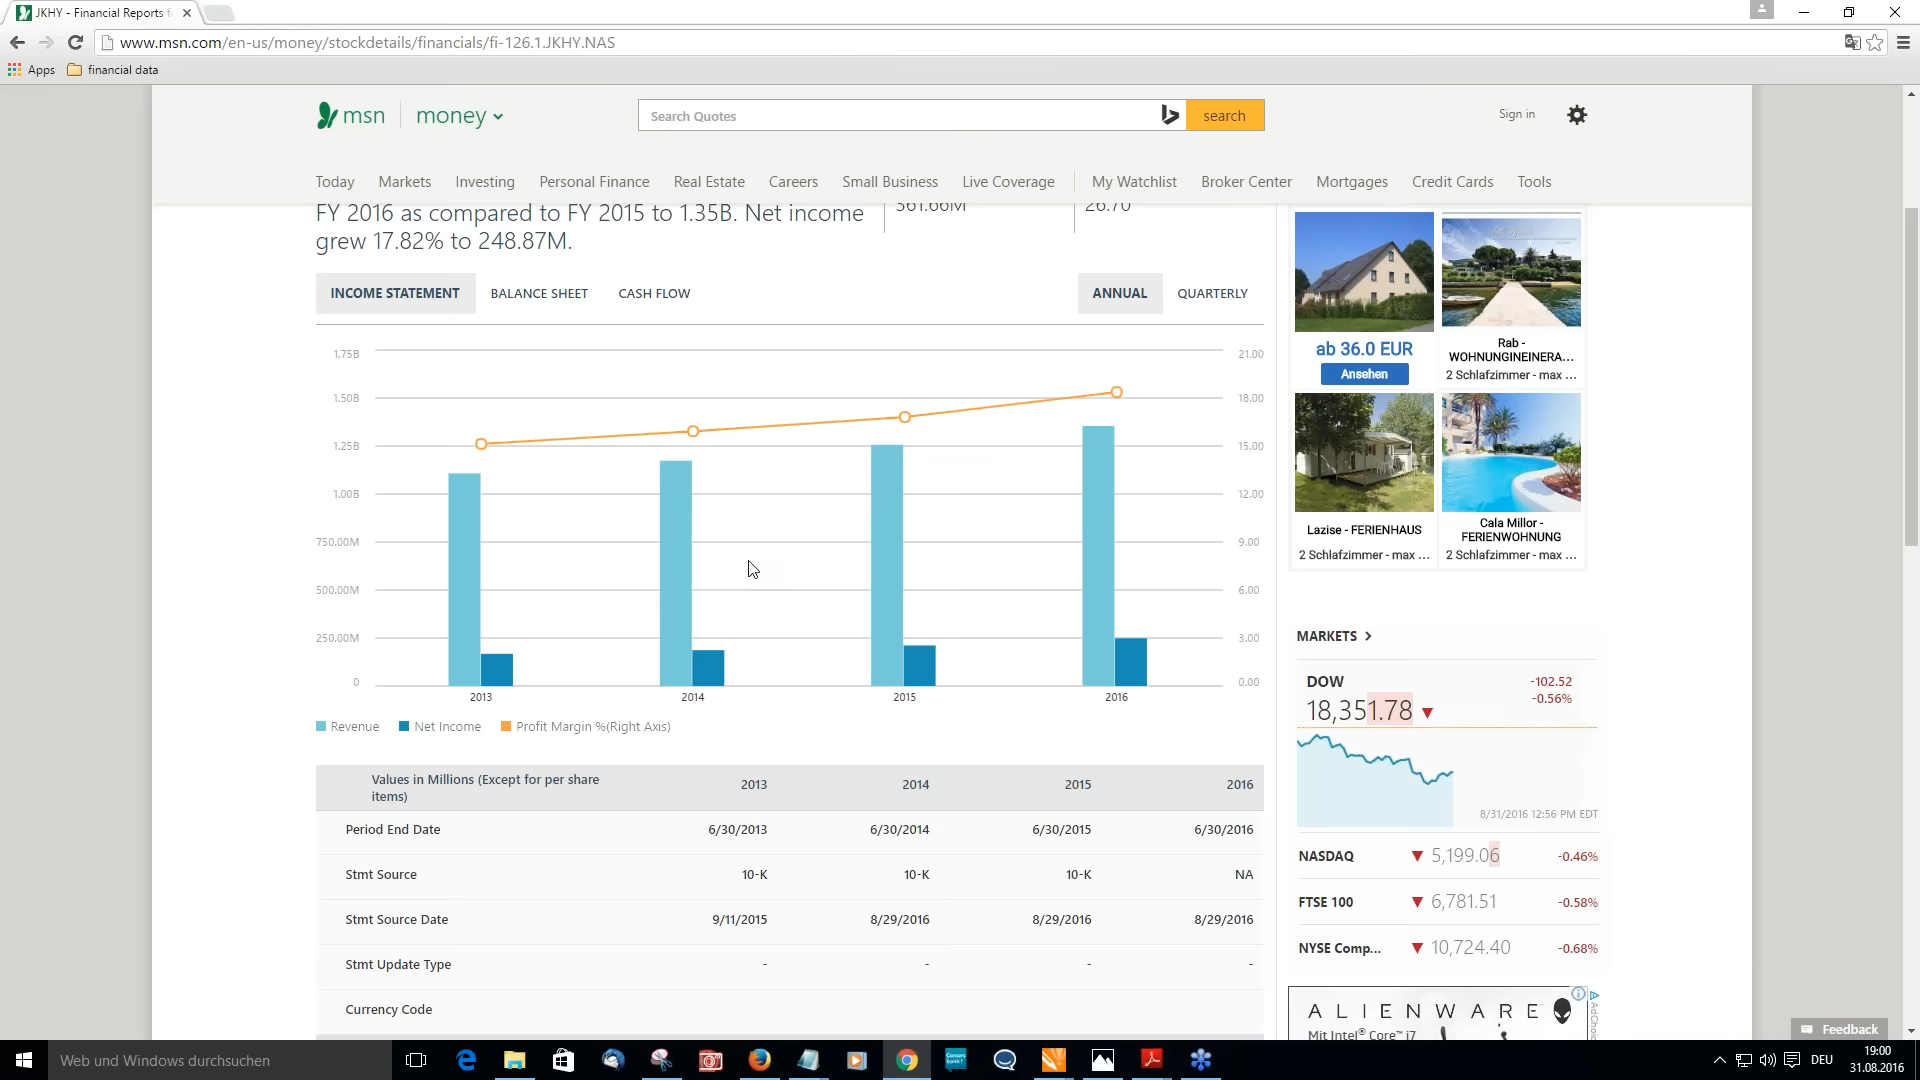 JKHY - Financial Reports f
www.msn.com/en-us/money/stockdetails/financials/fi-126.1.JKHY.NAS
Apps financial data
msn money
Search Quotes
search
Sign in
Today Markets Investing Personal Finance Real Estate Careers Small Business Live Coverage My Watchlist Broker Center Mortgages Credit Cards Tools
FY 2016 as compared to FY 2015 to 1.35B. Net income
grew 17.82% to 248.87M.
361.66M
26.70
INCOME STATEMENT BALANCE SHEET CASH FLOW ANNUAL QUARTERLY
1.75B 21.00
1.50B 18.00
1.25B 15.00
1.00B 12.00
750.00M 9.00
500.00M 6.00
250.00M 3.00
0 0.00
2013 2014 2015 2016
Revenue Net Income Profit Margin %(Right Axis)
Values in Millions (Except for per share
items) 2013 2014 2015 2016
Period End Date 6/30/2013 6/30/2014 6/30/2015 6/30/2016
Stmt Source 10-K 10-K 10-K NA
Stmt Source Date 9/11/2015 8/29/2016 8/29/2016 8/29/2016
Stmt Update Type - - - -
Currency Code
ab 36.0 EUR
Ansehen
Rab -
WOHNUNGINEINERA...
2 Schlafzimmer - max ...
Lazise - FERIENHAUS
2 Schlafzimmer - max ...
Cala Millor -
FERIENWOHNUNG
2 Schlafzimmer - max ...
MARKETS
DOW -102.52
18,351.78 -0.56%
8/31/2016 12:56 PM EDT
NASDAQ 5,199.06 -0.46%
FTSE 100 6,781.51 -0.58%
NYSE Comp... 10,724.40 -0.68%
ALIENWARE
Mit Intel® Core™ i7
AdChoic
Feedback
Web und Windows durchsuchen
DEU
19:00
31.08.2016